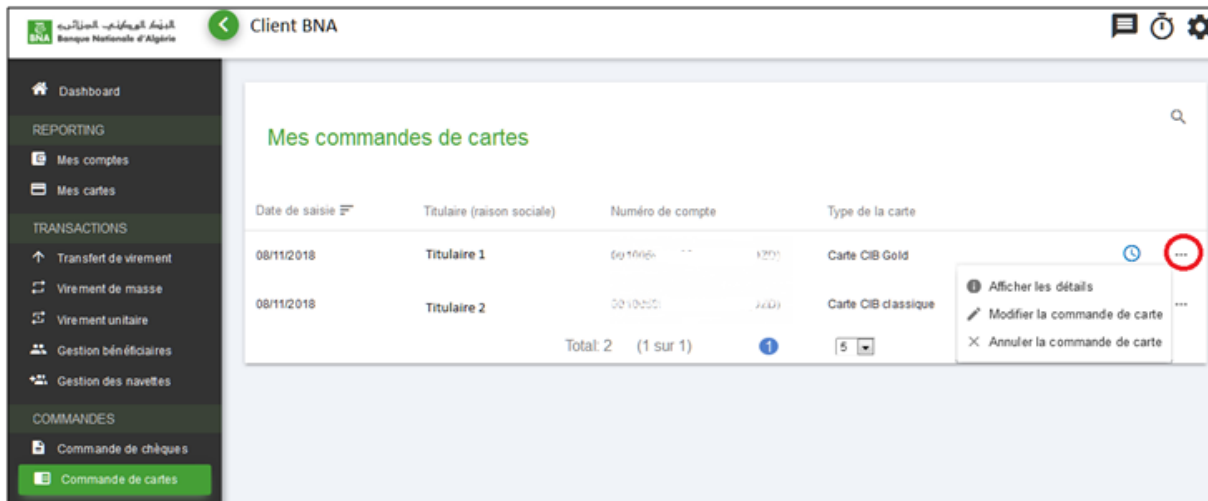 البنك الوطني الجزائري
BNA Banque Nationale d'Algérie
Client BNA
Dashboard
REPORTING
Mes comptes
Mes cartes
TRANSACTIONS
Transfert de virement
Virement de masse
Virement unitaire
Gestion bénéficiaires
Gestion des navettes
COMMANDES
Commande de chèques
Commande de cartes
Mes commandes de cartes
Date de saisie Titulaire (raison sociale) Numéro de compte Type de la carte
08/11/2018 Titulaire 1 Carte CIB Gold ...
08/11/2018 Titulaire 2 Carte CIB classique ...
Afficher les détails
Modifier la commande de carte
Annuler la commande de carte
Total: 2 (1 sur 1) 1 5